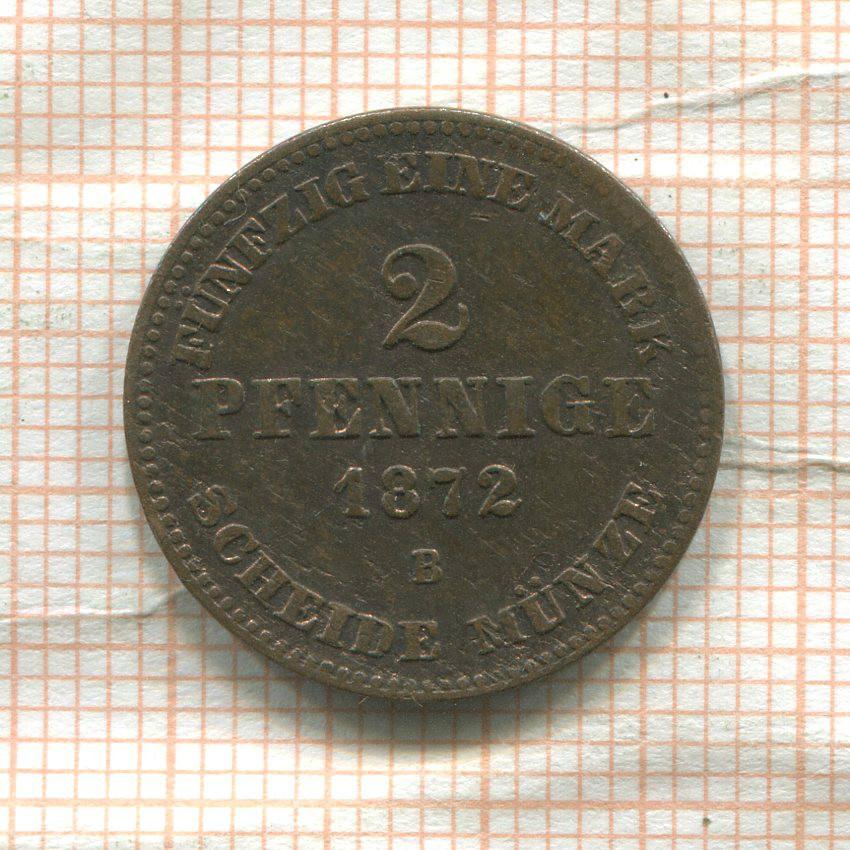 FÜNFZIG EINE MARK
2
PFENNIGE
1872
B
SCHEIDE MÜNZE